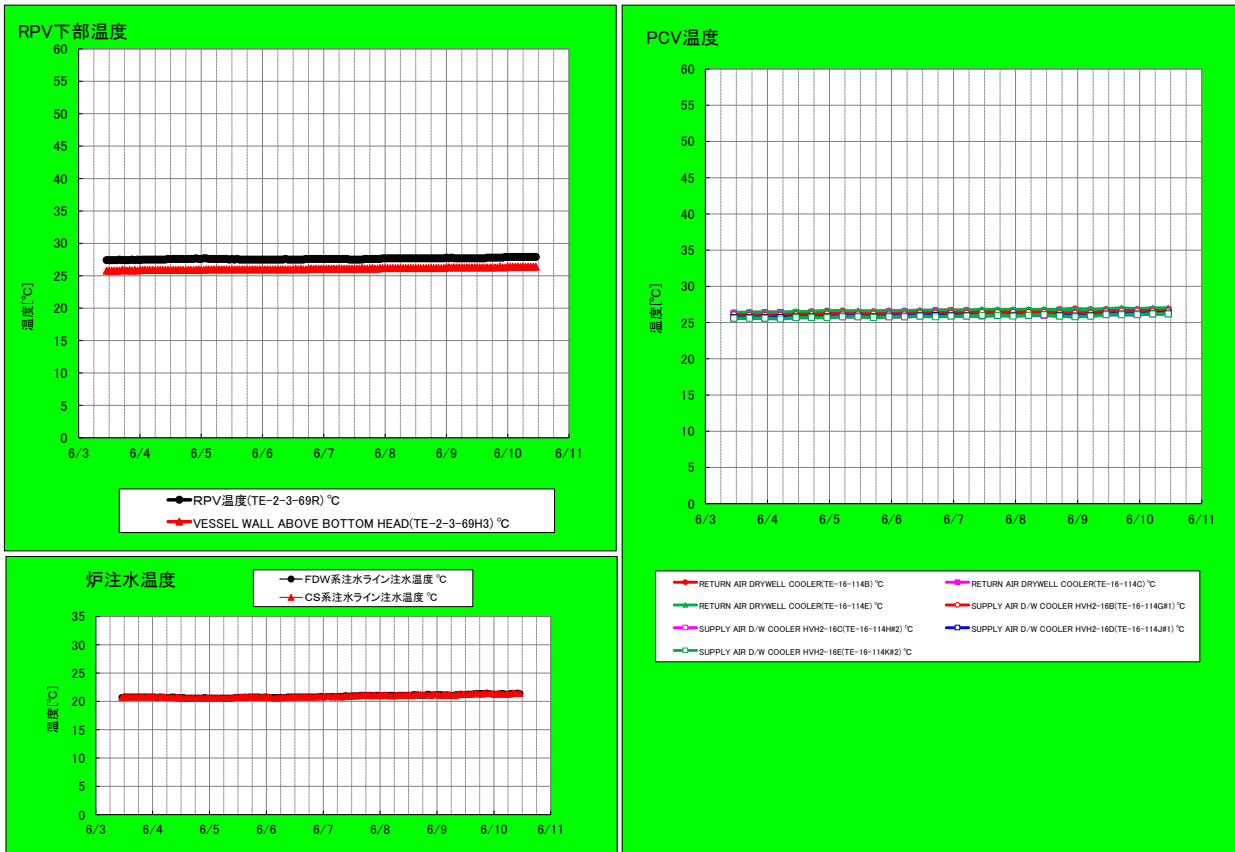 RPV下部温度
60
55
50
45
40
35
30
25
20
15
10
5
0
温度[℃]
6/3 6/4 6/5 6/6 6/7 6/8 6/9 6/10 6/11
RPV温度(TE-2-3-69R) ℃
VESSEL WALL ABOVE BOTTOM HEAD(TE-2-3-69H3) ℃
炉注水温度
FDW系注水ライン注水温度 ℃
CS系注水ライン注水温度 ℃
35
30
25
20
15
10
5
0
温度[℃]
6/3 6/4 6/5 6/6 6/7 6/8 6/9 6/10 6/11
PCV温度
60
55
50
45
40
35
30
25
20
15
10
5
0
温度[℃]
6/3 6/4 6/5 6/6 6/7 6/8 6/9 6/10 6/11
RETURN AIR DRYWELL COOLER(TE-16-114B) ℃
RETURN AIR DRYWELL COOLER(TE-16-114C) ℃
RETURN AIR DRYWELL COOLER(TE-16-114E) ℃
SUPPLY AIR D/W COOLER HVH2-16B(TE-16-114G#1) ℃
SUPPLY AIR D/W COOLER HVH2-16C(TE-16-114H#2) ℃
SUPPLY AIR D/W COOLER HVH2-16D(TE-16-114J#1) ℃
SUPPLY AIR D/W COOLER HVH2-16E(TE-16-114K#2) ℃